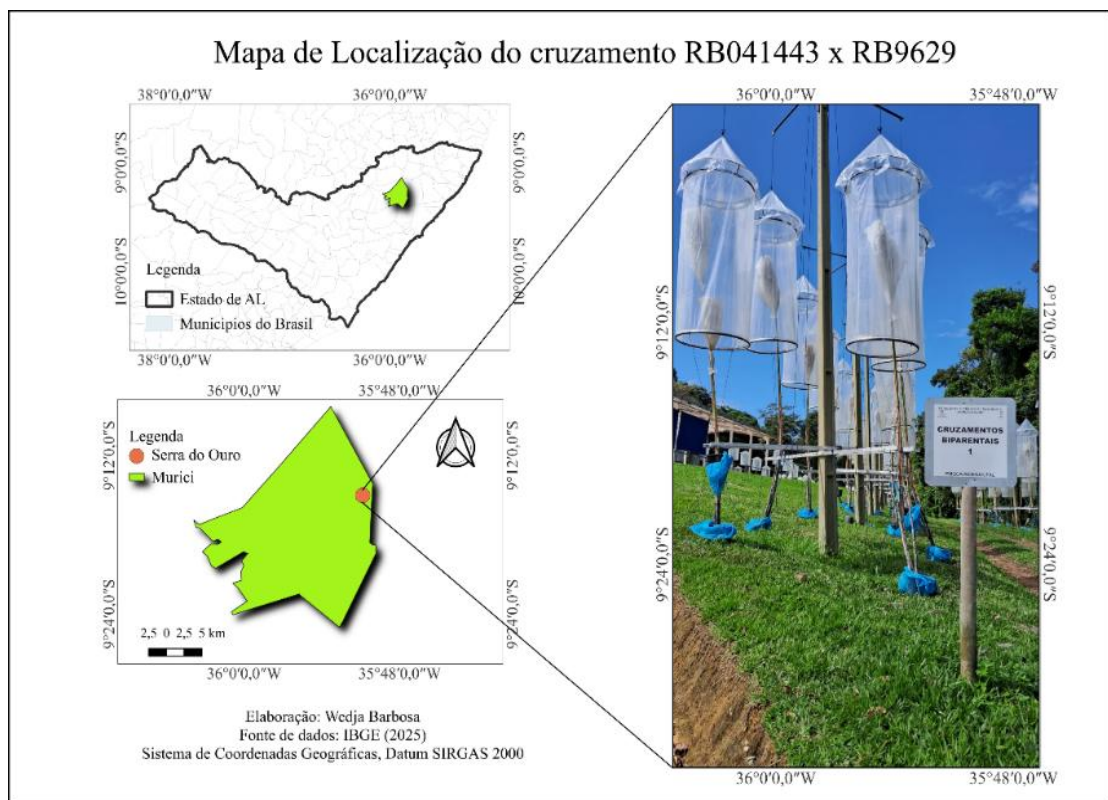 Mapa de Localização do cruzamento RB041443 x RB9629
38°0'0,0"W 36°0'0,0"W
9°0'0,0"S 9°0'0,0"S
10°0'0,0"S 10°0'0,0"S
Legenda
Estado de AL
Municípios do Brasil
38°0'0,0"W 36°0'0,0"W
36°0'0,0"W 35°48'0,0"W
9°12'0,0"S 9°12'0,0"S
Legenda
Serra do Ouro
Murici
9°24'0,0"S 9°24'0,0"S
2,5 0 2,5 5 km
36°0'0,0"W 35°48'0,0"W
Elaboração: Wedja Barbosa
Fonte de dados: IBGE (2025)
Sistema de Coordenadas Geográficas, Datum SIRGAS 2000
36°0'0,0"W 35°48'0,0"W
9°12'0,0"S 9°12'0,0"S
CRUZAMENTOS
BIPARENTAIS
1
9°24'0,0"S 9°24'0,0"S
36°0'0,0"W 35°48'0,0"W